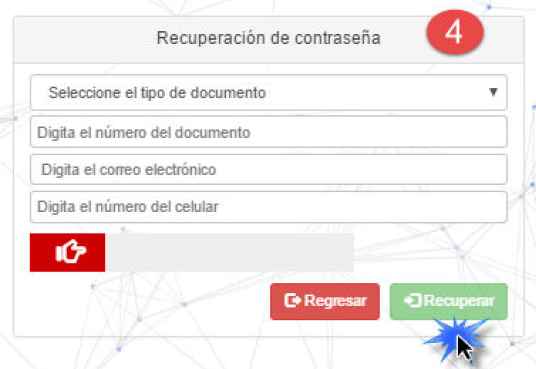 Recuperación de contraseña
4
Seleccione el tipo de documento
Digita el número del documento
Digita el correo electrónico
Digita el número del celular
Regresar
Recuperar